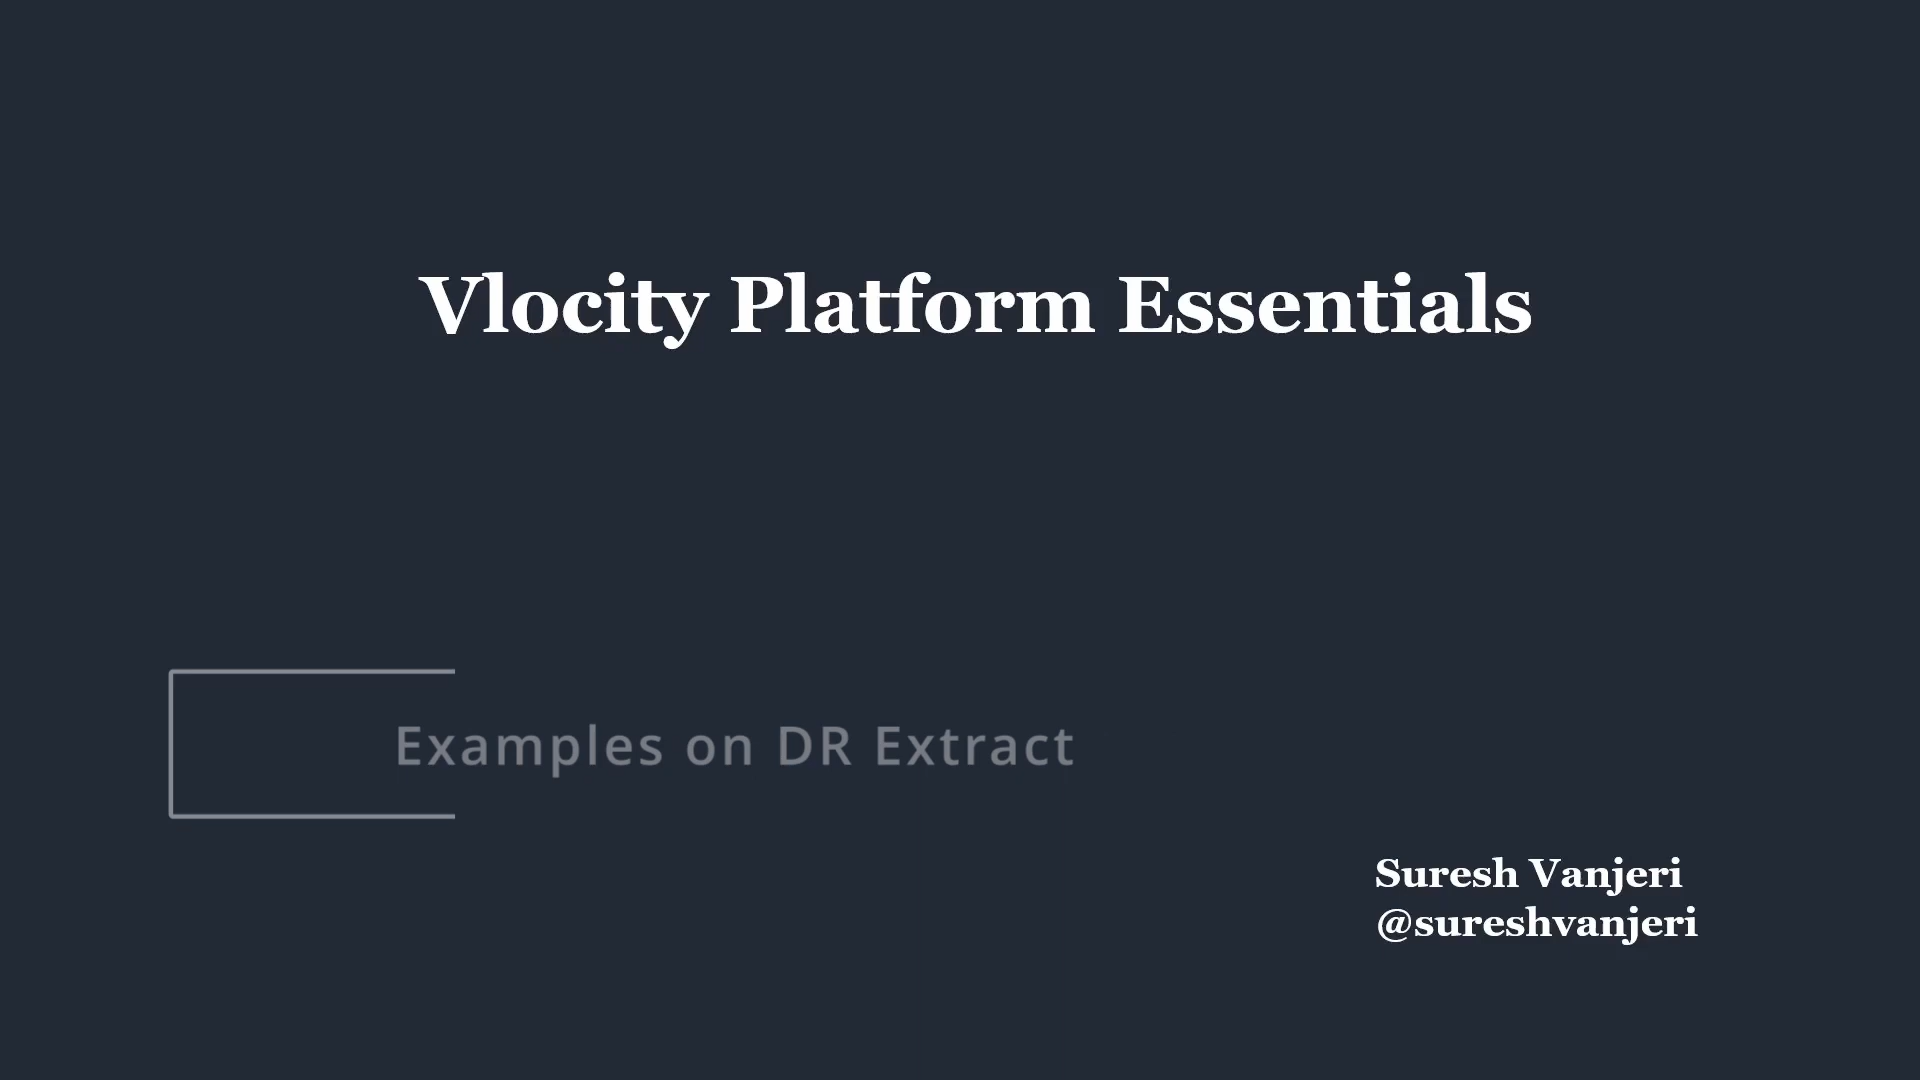 Vlocity Platform Essentials
Examples on DR Extract
Suresh Vanjeri
@sureshvanjeri